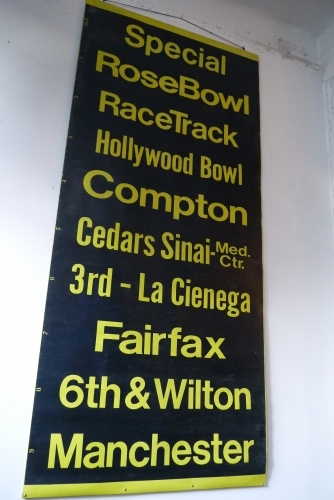 Special
RoseBowl
RaceTrack
Hollywood Bowl
Compton
Cedars Sinai-Med. Ctr.
3rd - La Cienega
Fairfax
6th & Wilton
Manchester